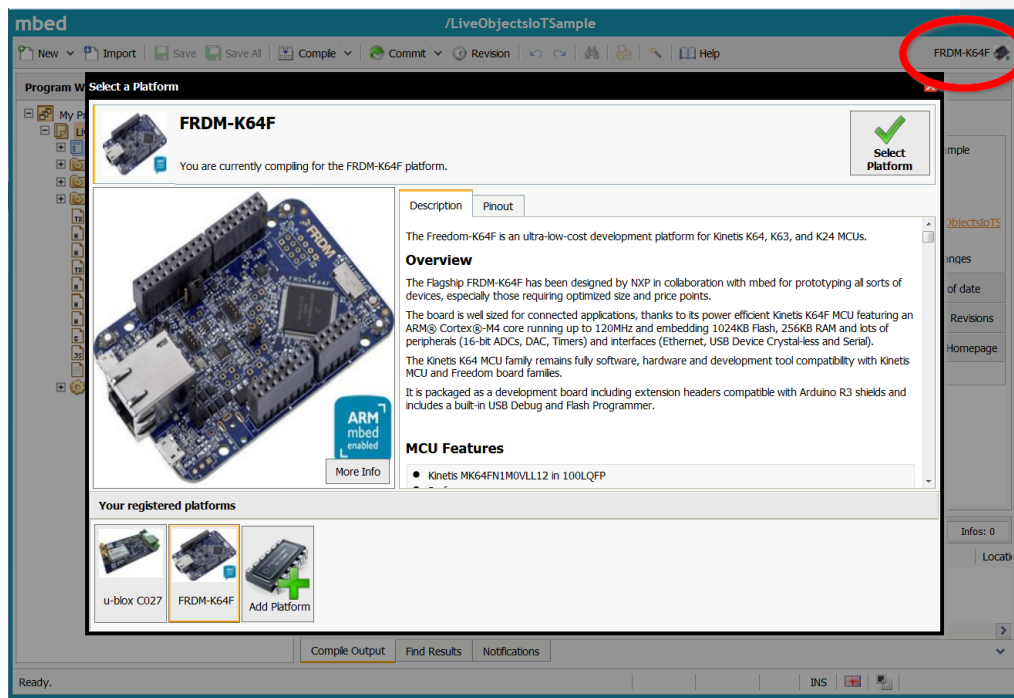 mbed
/LiveObjectsIoTSample
New Import Save Save All Compile Commit Revision Help FRDM-K64F
Program W
Select a Platform
My P
Li
FRDM-K64F
You are currently compiling for the FRDM-K64F platform.
Select
Platform
mple
ObjectsIoTS
nges
of date
Revisions
Homepage
Description Pinout
The Freedom-K64F is an ultra-low-cost development platform for Kinetis K64, K63, and K24 MCUs.
Overview
The Flagship FRDM-K64F has been designed by NXP in collaboration with mbed for prototyping all sorts of
devices, especially those requiring optimized size and price points.
The board is well sized for connected applications, thanks to its power efficient Kinetis K64F MCU featuring an
ARM® Cortex®-M4 core running up to 120MHz and embedding 1024KB Flash, 256KB RAM and lots of
peripherals (16-bit ADCs, DAC, Timers) and interfaces (Ethernet, USB Device Crystal-less and Serial).
The Kinetis K64 MCU family remains fully software, hardware and development tool compatibility with Kinetis
MCU and Freedom board families.
It is packaged as a development board including extension headers compatible with Arduino R3 shields and
includes a built-in USB Debug and Flash Programmer.
MCU Features
Kinetis MK64FN1M0VLL12 in 100LQFP
FRDM
FRDM-K64F
ARM
mbed
enabled
More Info
Your registered platforms
u-blox C027
FRDM-K64F
Add Platform
Infos: 0
Locati
Compile Output Find Results Notifications
Ready.
INS